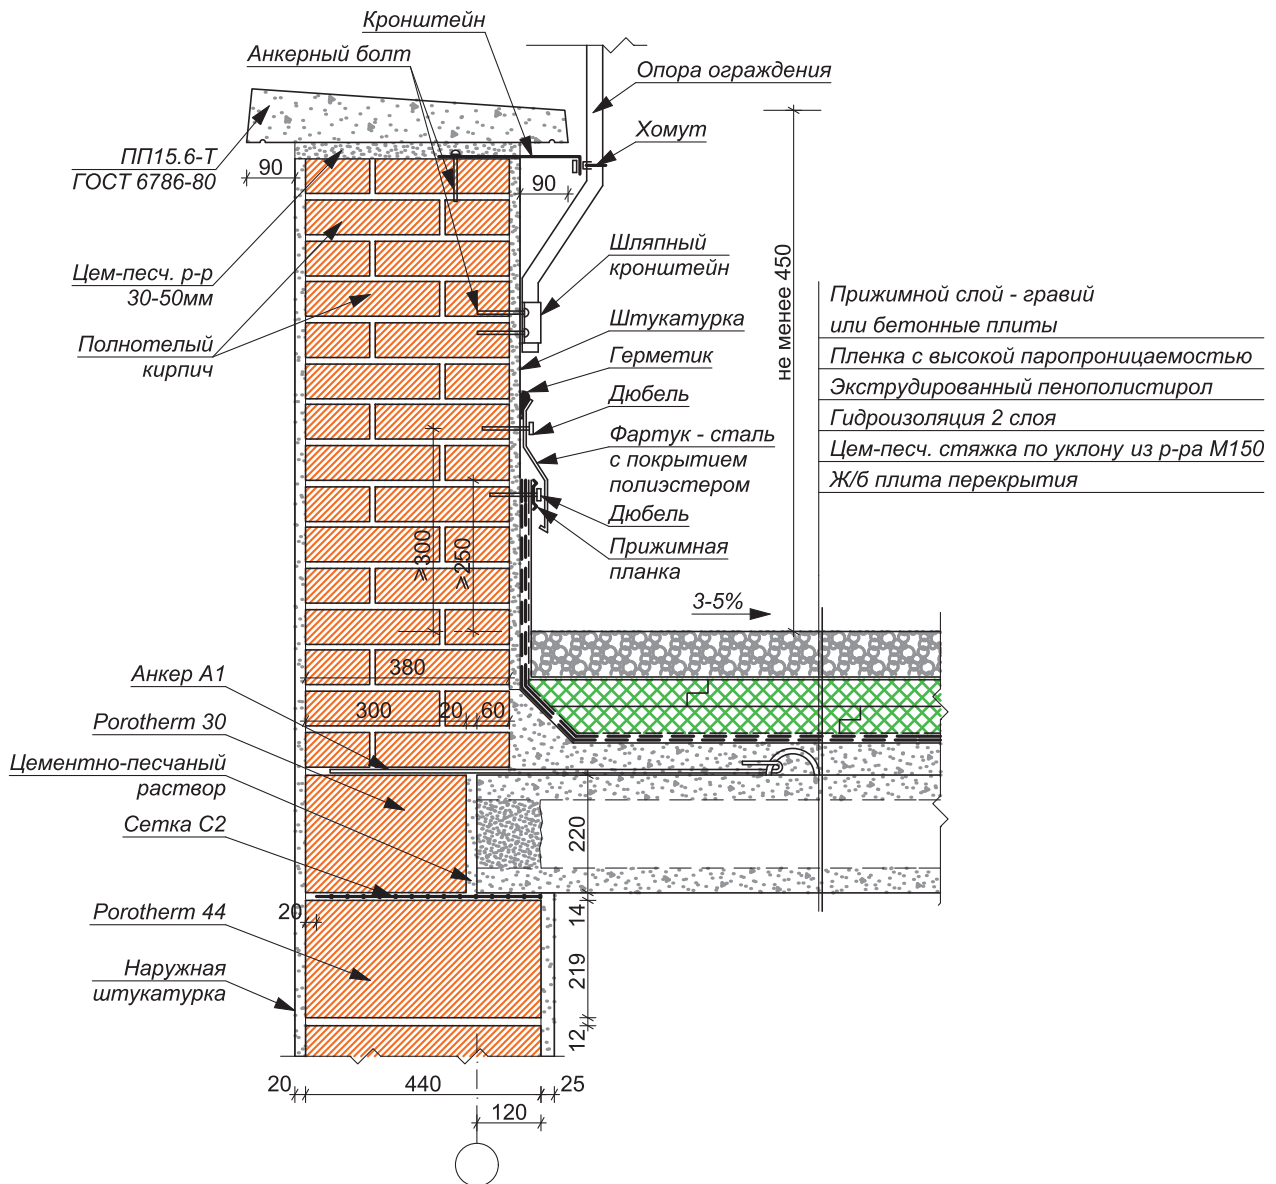 Кронштейн
Анкерный болт
Опора ограждения
Хомут
ПП15.6-Т
ГОСТ 6786-80
90
90
Цем-песч. р-р
30-50мм
Полнотелый
кирпич
Шляпный
кронштейн
Штукатурка
Герметик
Дюбель
Фартук - сталь
с покрытием
полиэстером
Дюбель
Прижимная
планка
не менее 450
Прижимной слой - гравий
или бетонные плиты
Пленка с высокой паропроницаемостью
Экструдированный пенополистирол
Гидроизоляция 2 слоя
Цем-песч. стяжка по уклону из р-ра М150
Ж/б плита перекрытия
⩾300
⩾250
3-5%
380
300
20
60
Анкер А1
Porotherm 30
Цементно-песчаный
раствор
Сетка С2
Porotherm 44
20
Наружная
штукатурка
220
14
219
12
20
440
25
120